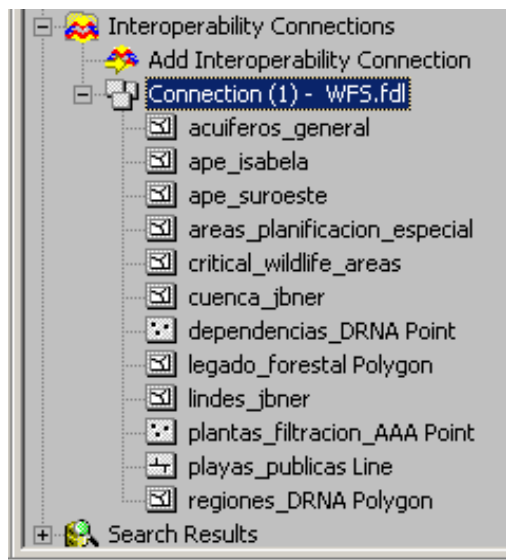 Interoperability Connections
Add Interoperability Connection
Connection (1) - WFS.fdl
acuiferos_general
ape_isabela
ape_suroeste
areas_planificacion_especial
critical_wildlife_areas
cuenca_jbner
dependencias_DRNA Point
legado_forestal Polygon
lindes_jbner
plantas_filtracion_AAA Point
playas_publicas Line
regiones_DRNA Polygon
Search Results